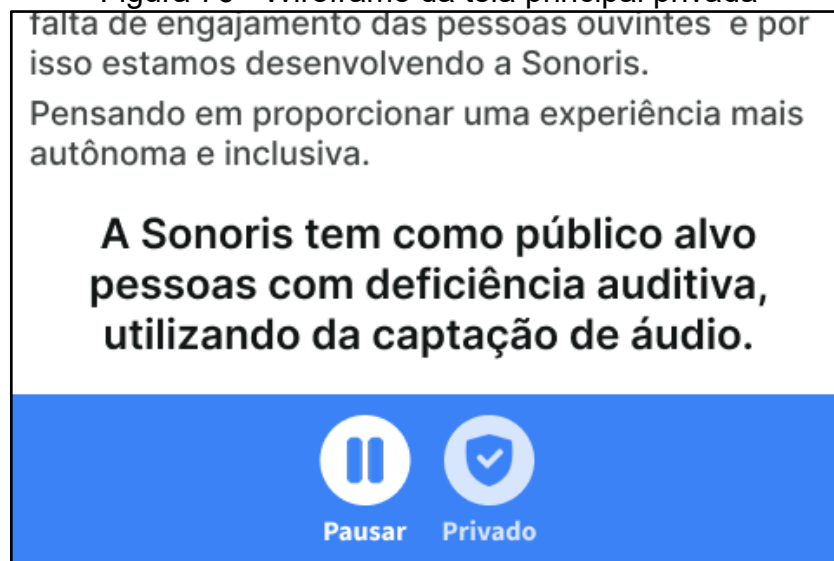 falta de engajamento das pessoas ouvintes e por
isso estamos desenvolvendo a Sonoris.
Pensando em proporcionar uma experiência mais
autônoma e inclusiva.
A Sonoris tem como público alvo
pessoas com deficiência auditiva,
utilizando da captação de áudio.
Pausar Privado